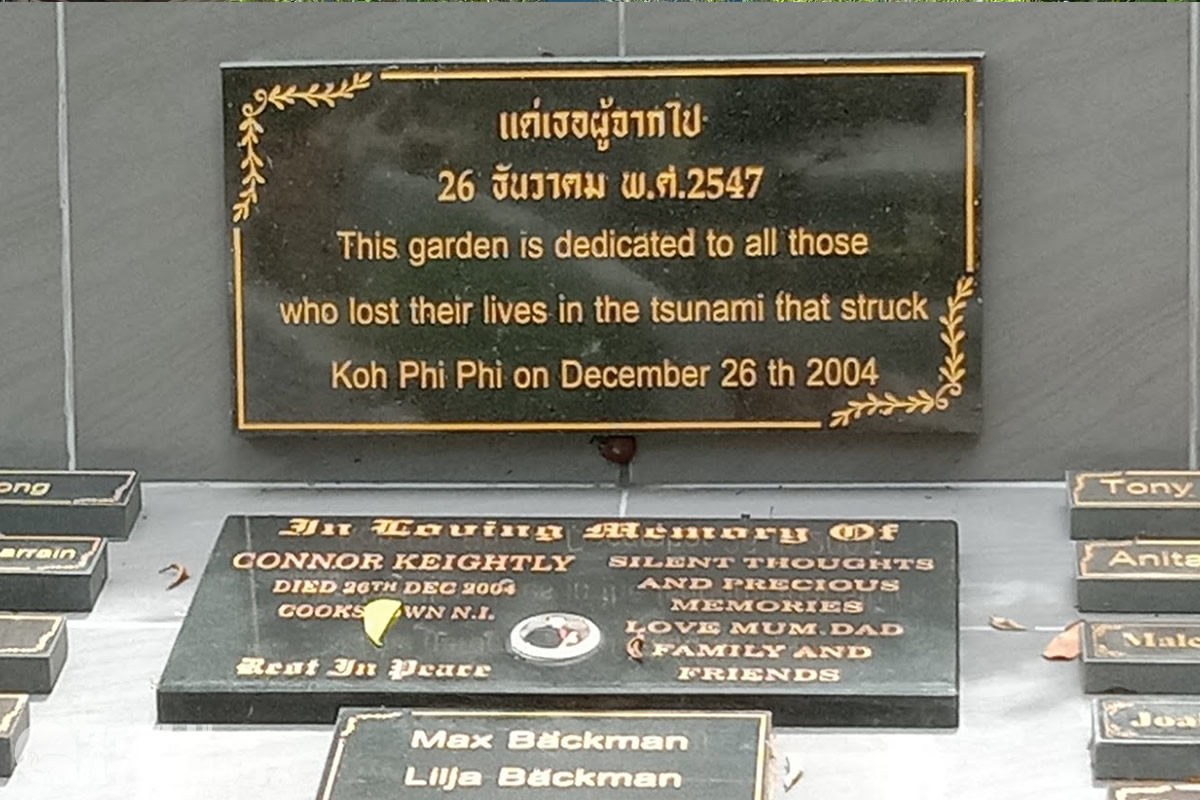 แด่เธอผู้จากไป
26 ธันวาคม พ.ศ.2547
This garden is dedicated to all those
who lost their lives in the tsunami that struck
Koh Phi Phi on December 26 th 2004
In Loving Memory Of
CONNOR KEIGHTLY
DIED 26TH DEC 2004
COOKS WN N.I.
Rest In Peace
SILENT THOUGHTS
AND PRECIOUS
MEMORIES
LOVE MUM.DAD
FAMILY AND
FRIENDS
Max Bäckman
Lilja Bäckman
Tony
Anita